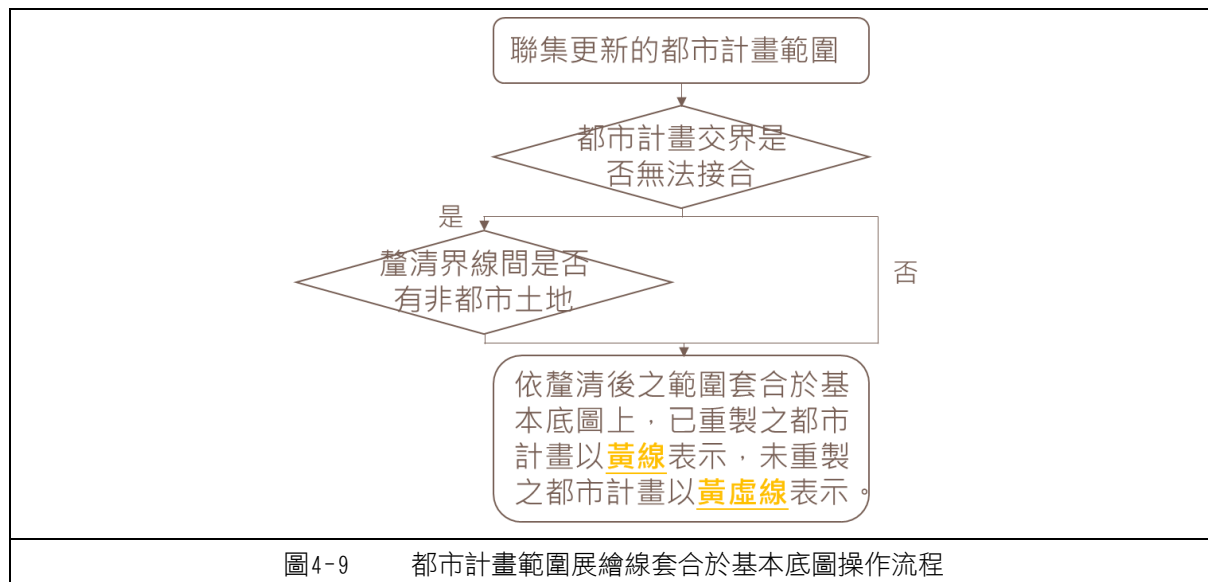 聯集更新的都市計畫範圍
都市計畫交界是
否無法接合
是
釐清界線間是否
有非都市土地
否
依釐清後之範圍套合於基
本底圖上，已重製之都市
計畫以黃線表示，未重製
之都市計畫以黃虛線表示。
圖4-9 都市計畫範圍展繪線套合於基本底圖操作流程